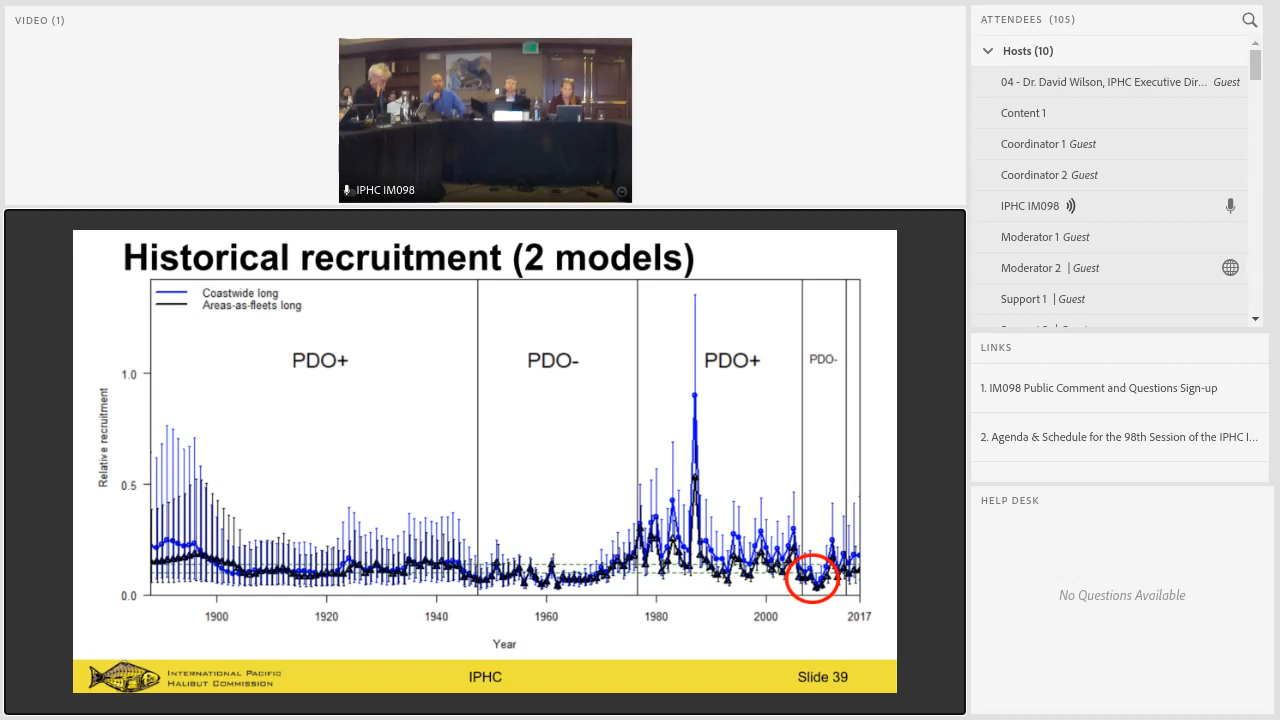 VIDEO (1)
IPHC IM098
Historical recruitment (2 models)
Coastwide long
Areas-as-fleets long
PDO+
PDO-
PDO+
PDO-
Relative recruitment
1.0
0.5
0.0
1900
1920
1940
1960
1980
2000
2017
Year
INTERNATIONAL PACIFIC
HALIBUT COMMISSION
IPHC
Slide 39
ATTENDEES (105)
Hosts (10)
04 - Dr. David Wilson, IPHC Executive Dir... Guest
Content 1
Coordinator 1 Guest
Coordinator 2 Guest
IPHC IM098
Moderator 1 Guest
Moderator 2 | Guest
Support 1 | Guest
LINKS
1. IM098 Public Comment and Questions Sign-up
2. Agenda & Schedule for the 98th Session of the IPHC I...
HELP DESK
No Questions Available